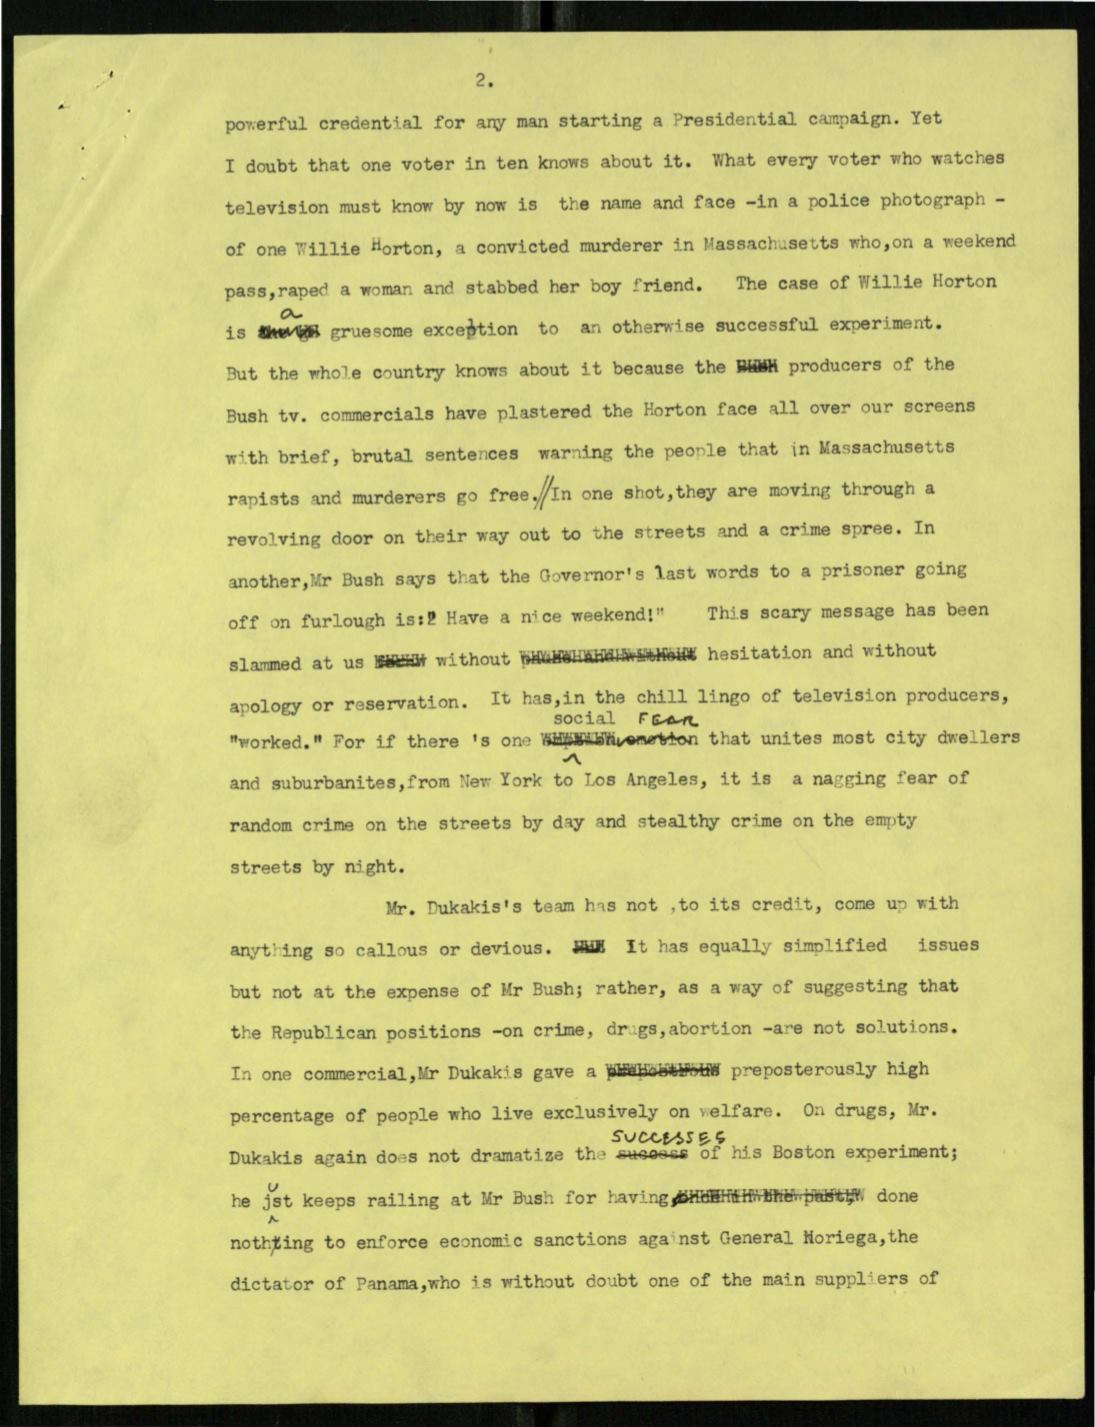 2.
powerful credential for any man starting a Presidential campaign. Yet
I doubt that one voter in ten knows about it. What every voter who watches
television must know by now is the name and face -in a police photograph -
of one Willie Horton, a convicted murderer in Massachusetts who,on a weekend
pass,raped a woman and stabbed her boy friend. The case of Willie Horton
a
is gruesome exception to an otherwise successful experiment.
But the whole country knows about it because the producers of the
Bush tv. commercials have plastered the Horton face all over our screens
with brief, brutal sentences warning the people that in Massachusetts
rapists and murderers go free.//In one shot,they are moving through a
revolving door on their way out to the streets and a crime spree. In
another,Mr Bush says that the Governor's last words to a prisoner going
off on furlough is:" Have a nice weekend!" This scary message has been
slammed at us without hesitation and without
apology or reservation. It has,in the chill lingo of television producers,
social FEAR
"worked." For if there 's one emotion that unites most city dwellers
and suburbanites,from New York to Los Angeles, it is a nagging fear of
random crime on the streets by day and stealthy crime on the empty
streets by night.
Mr. Dukakis's team has not ,to its credit, come up with
anything so callous or devious. It has equally simplified issues
but not at the expense of Mr Bush; rather, as a way of suggesting that
the Republican positions -on crime, drugs,abortion -are not solutions.
In one commercial,Mr Dukakis gave a preposterously high
percentage of people who live exclusively on welfare. On drugs, Mr.
SUCCESSES
Dukakis again does not dramatize the success of his Boston experiment;
u
he jst keeps railing at Mr Bush for having, once in the past, done
nothting to enforce economic sanctions against General Noriega,the
dictator of Panama,who is without doubt one of the main suppliers of